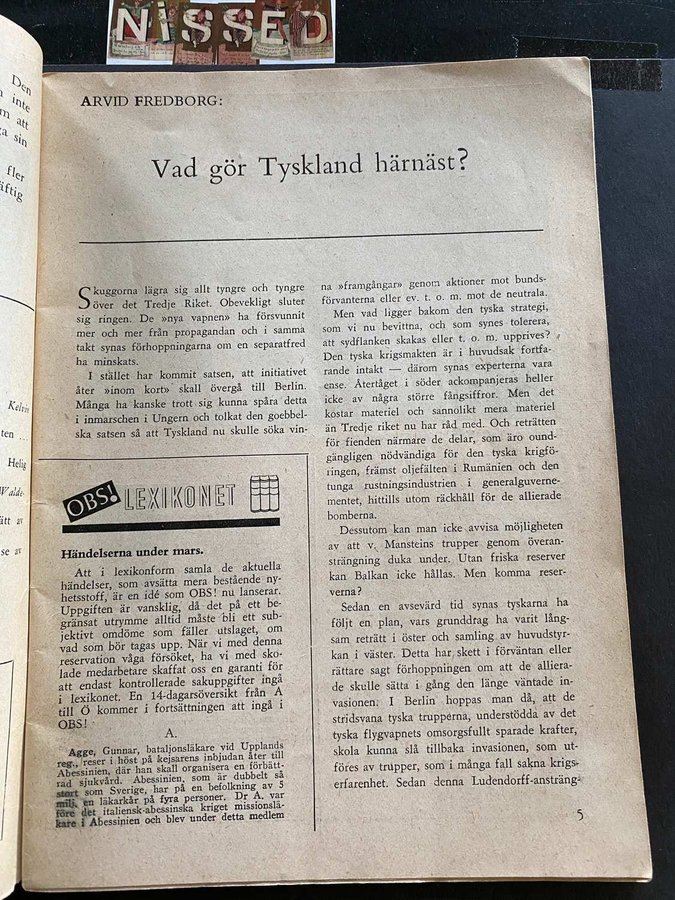 NiSSED
Den
inte
m att
a sin
fler
äftig
Kelvin
ten ...
Helig
Walde-
ätt av
se av
ARVID FREDBORG:
Vad gör Tyskland härnäst?
Skuggorna lägra sig allt tyngre och tyngre
över det Tredje Riket. Obevekligt sluter
sig ringen. De »nya vapnen» ha försvunnit
mer och mer från propagandan och i samma
takt synas förhoppningarna om en separatfred
ha minskats.
I stället har kommit satsen, att initiativet
åter »inom kort» skall övergå till Berlin.
Många ha kanske trott sig kunna spåra detta
i inmarschen i Ungern och tolkat den goebbel-
ska satsen så att Tyskland nu skulle söka vin-
OBS! LEXIKONET
Händelserna under mars.
Att i lexikonform samla de aktuella
händelser, som avsätta mera bestående ny-
hetsstoff, är en idé som OBS! nu lanserar.
Uppgiften är vansklig, då det på ett be-
gränsat utrymme alltid måste bli ett sub-
jektivt omdöme som fäller utslaget, om
vad som bör tagas upp. När vi med denna
reservation våga försöket, ha vi med sko-
lade medarbetare skaffat oss en garanti för
att endast kontrollerade sakuppgifter ingå
i lexikonet. En 14-dagarsöversikt från A
till Ö kommer i fortsättningen att ingå i
OBS!
A.
Agge, Gunnar, bataljonsläkare vid Upplands
reg., reser i höst på kejsarens inbjudan åter till
Abessinien, där han skall organisera en förbätt-
rad sjukvård. Abessinien, som är dubbelt så
stort som Sverige, har på en befolkning av 5
milj. en läkarkår på fyra personer. Dr A. var
före det italiensk-abessinska kriget missionslä-
kare i Abessinien och blev under detta medlem
na »framgångar» genom aktioner mot bunds-
förvanterna eller ev. t. o. m. mot de neutrala.
Men vad ligger bakom den tyska strategi,
som vi nu bevittna, och som synes tolerera,
att sydflanken skakas eller t. o. m. upprives?
Den tyska krigsmakten är i huvudsak fortfa-
rande intakt — därom synas experterna vara
ense. Återtåget i söder ackompanjeras heller
icke av några större fångsiffror. Men det
kostar materiel och sannolikt mera materiel
än Tredje riket nu har råd med. Och reträtten
för fienden närmare de delar, som äro ound-
gängligen nödvändiga för den tyska krigfö-
ringen, främst oljefälten i Rumänien och den
tunga rustningsindustrien i generalguverne-
mentet, hittills utom räckhåll för de allierade
bomberna.
Dessutom kan man icke avvisa möjligheten
av att v. Mansteins trupper genom överan-
strängning duka under. Utan friska reserver
kan Balkan icke hållas. Men komma reser-
verna?
Sedan en avsevärd tid synas tyskarna ha
följt en plan, vars grunddrag ha varit lång-
sam reträtt i öster och samling av huvudstyr-
kan i väster. Detta har skett i förväntan eller
rättare sagt förhoppning om att de alliera-
de skulle sätta i gång den länge väntade in-
vasionen. I Berlin hoppas man då, att de
stridsvana tyska trupperna, understödda av det
tyska flygvapnets omsorgsfullt sparade krafter,
skola kunna slå tillbaka invasionen, som ut-
föres av trupper, som i många fall sakna krigs-
erfarenhet. Sedan denna Ludendorff-ansträng-
5